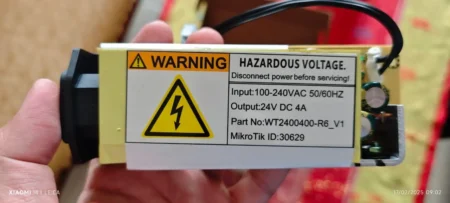 WARNING
HAZARDOUS VOLTAGE.
Disconnect power before servicing!
Input:100-240VAC 50/60HZ
Output:24V DC 4A
Part No:WT2400400-R6_V1
MikroTik ID:30629